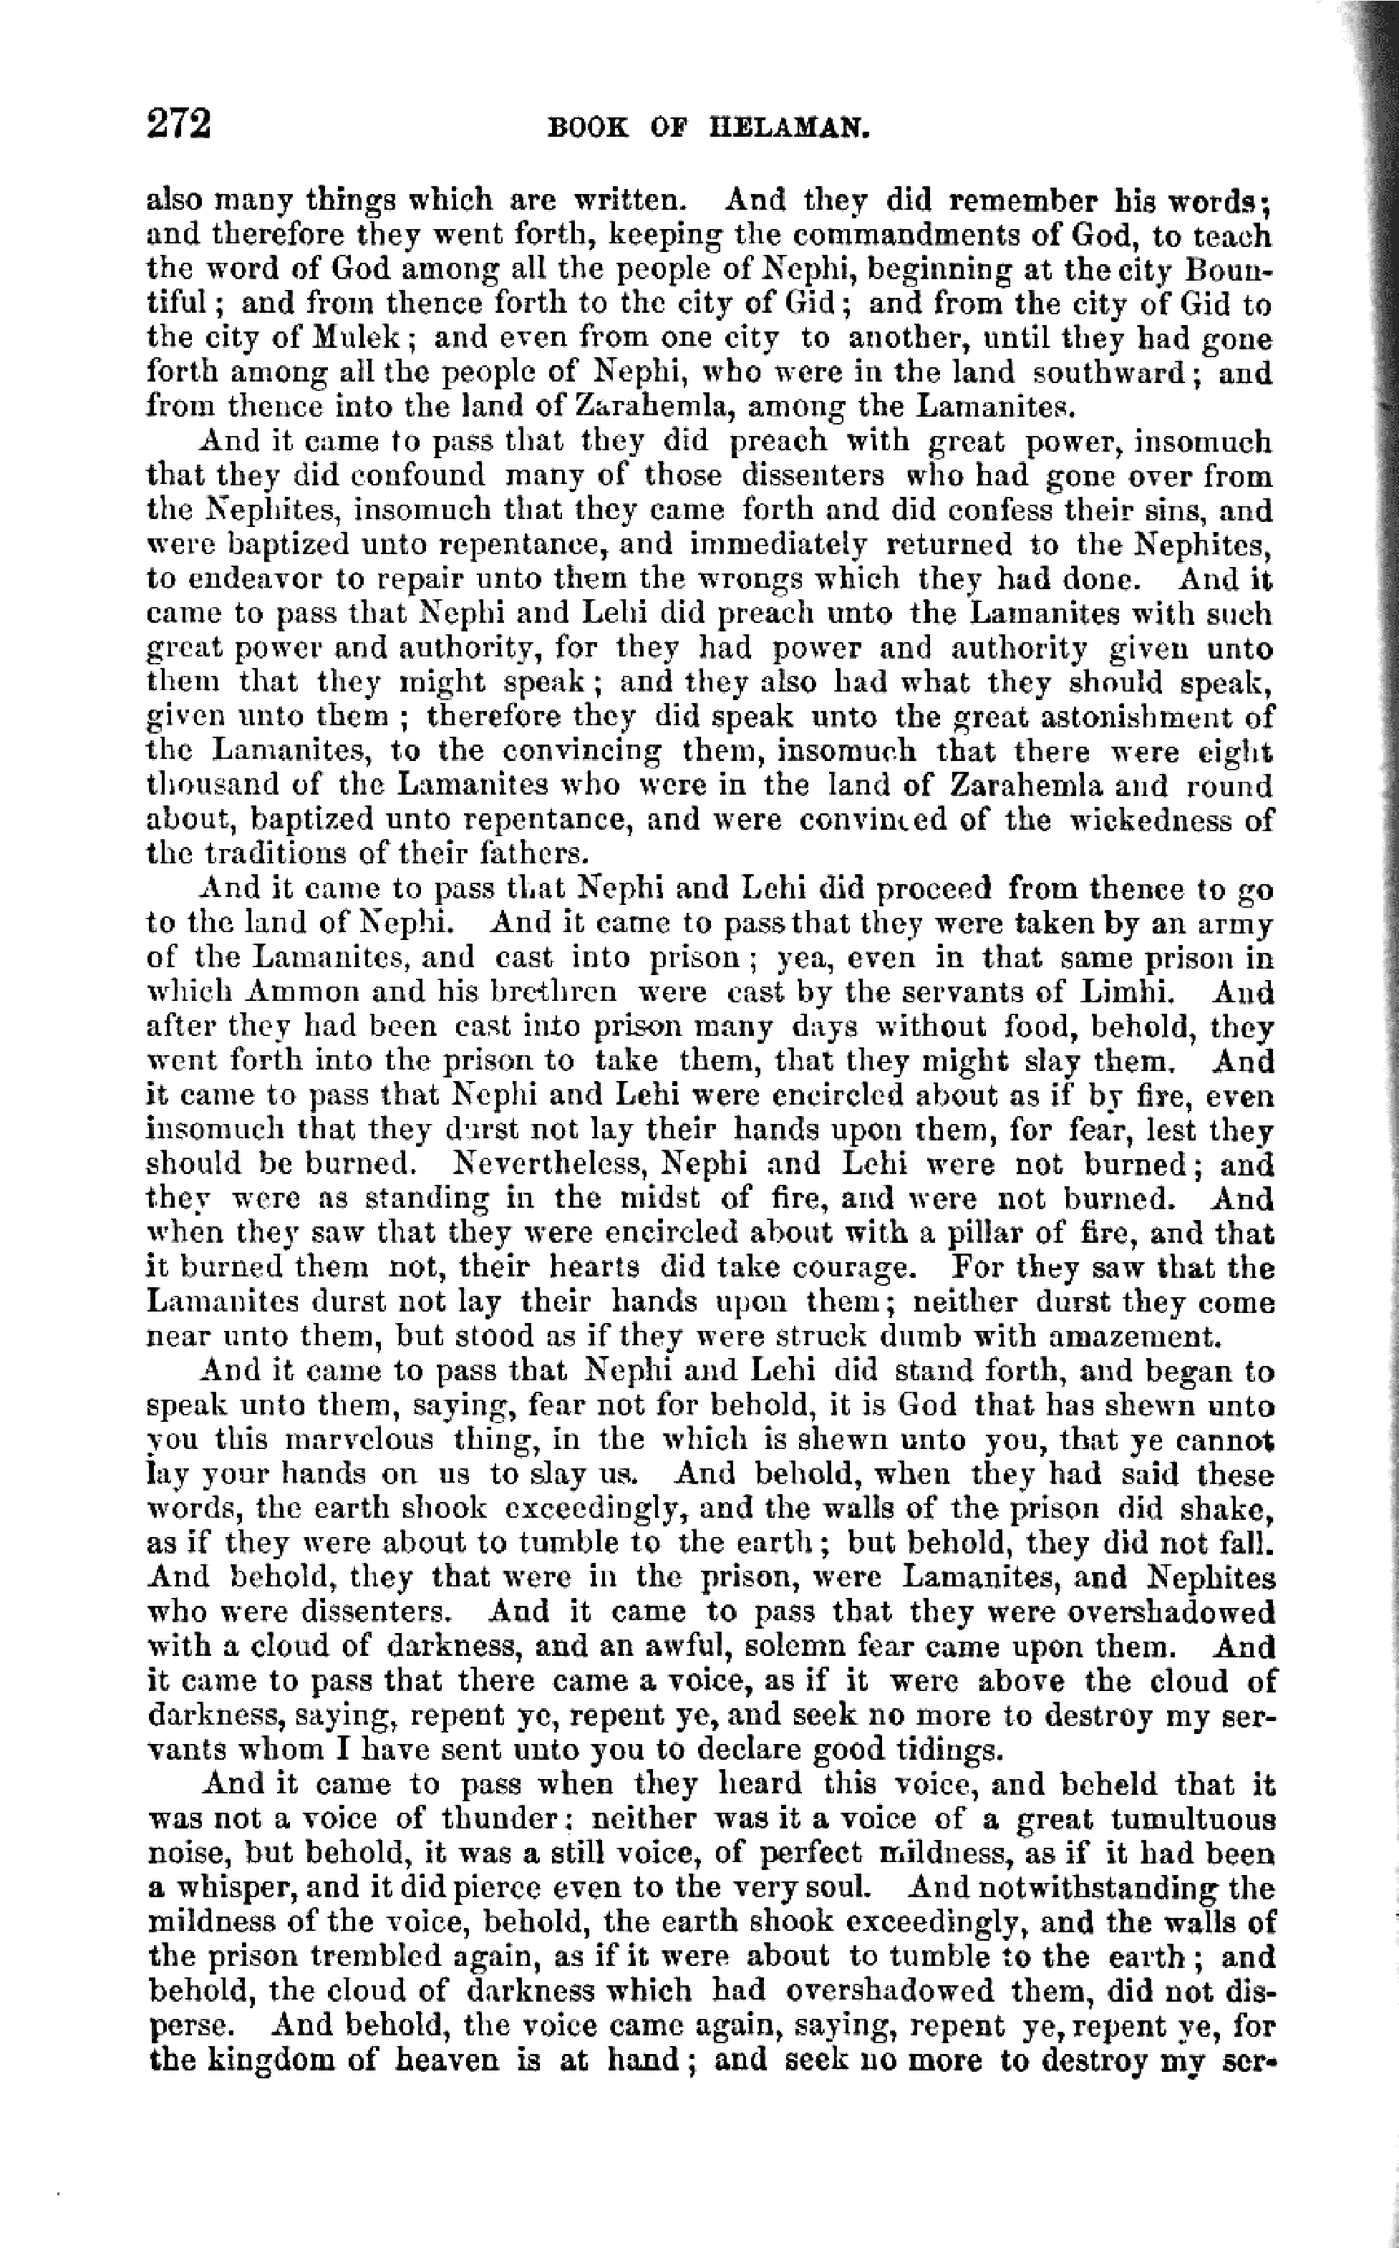 272 BOOK OF HELAMAN.
also many things which are written. And they did remember his words;
and therefore they went forth, keeping the commandments of God, to teach
the word of God among all the people of Nephi, beginning at the city Boun-
tiful; and from thence forth to the city of Gid; and from the city of Gid to
the city of Mulek; and even from one city to another, until they had gone
forth among all the people of Nephi, who were in the land southward; and
from thence into the land of Zarahemla, among the Lamanites.
And it came to pass that they did preach with great power, insomuch
that they did confound many of those dissenters who had gone over from
the Nephites, insomuch that they came forth and did confess their sins, and
were baptized unto repentance, and immediately returned to the Nephites,
to endeavor to repair unto them the wrongs which they had done. And it
came to pass that Nephi and Lehi did preach unto the Lamanites with such
great power and authority, for they had power and authority given unto
them that they might speak; and they also had what they should speak,
given unto them; therefore they did speak unto the great astonishment of
the Lamanites, to the convincing them, insomuch that there were eight
thousand of the Lamanites who were in the land of Zarahemla and round
about, baptized unto repentance, and were convinced of the wickedness of
the traditions of their fathers.
And it came to pass that Nephi and Lehi did proceed from thence to go
to the land of Nephi. And it came to pass that they were taken by an army
of the Lamanites, and cast into prison; yea, even in that same prison in
which Ammon and his brethren were cast by the servants of Limhi. And
after they had been cast into prison many days without food, behold, they
went forth into the prison to take them, that they might slay them. And
it came to pass that Nephi and Lehi were encircled about as if by fire, even
insomuch that they durst not lay their hands upon them, for fear, lest they
should be burned. Nevertheless, Nephi and Lehi were not burned; and
they were as standing in the midst of fire, and were not burned. And
when they saw that they were encircled about with a pillar of fire, and that
it burned them not, their hearts did take courage. For they saw that the
Lamanites durst not lay their hands upon them; neither durst they come
near unto them, but stood as if they were struck dumb with amazement.
And it came to pass that Nephi and Lehi did stand forth, and began to
speak unto them, saying, fear not for behold, it is God that has shewn unto
you this marvelous thing, in the which is shewn unto you, that ye cannot
lay your hands on us to slay us. And behold, when they had said these
words, the earth shook exceedingly, and the walls of the prison did shake,
as if they were about to tumble to the earth; but behold, they did not fall.
And behold, they that were in the prison, were Lamanites, and Nephites
who were dissenters. And it came to pass that they were overshadowed
with a cloud of darkness, and an awful, solemn fear came upon them. And
it came to pass that there came a voice, as if it were above the cloud of
darkness, saying, repent ye, repent ye, and seek no more to destroy my ser-
vants whom I have sent unto you to declare good tidings.
And it came to pass when they heard this voice, and beheld that it
was not a voice of thunder; neither was it a voice of a great tumultuous
noise, but behold, it was a still voice, of perfect mildness, as if it had been
a whisper, and it did pierce even to the very soul. And notwithstanding the
mildness of the voice, behold, the earth shook exceedingly, and the walls of
the prison trembled again, as if it were about to tumble to the earth; and
behold, the cloud of darkness which had overshadowed them, did not dis-
perse. And behold, the voice came again, saying, repent ye, repent ye, for
the kingdom of heaven is at hand; and seek no more to destroy my ser-